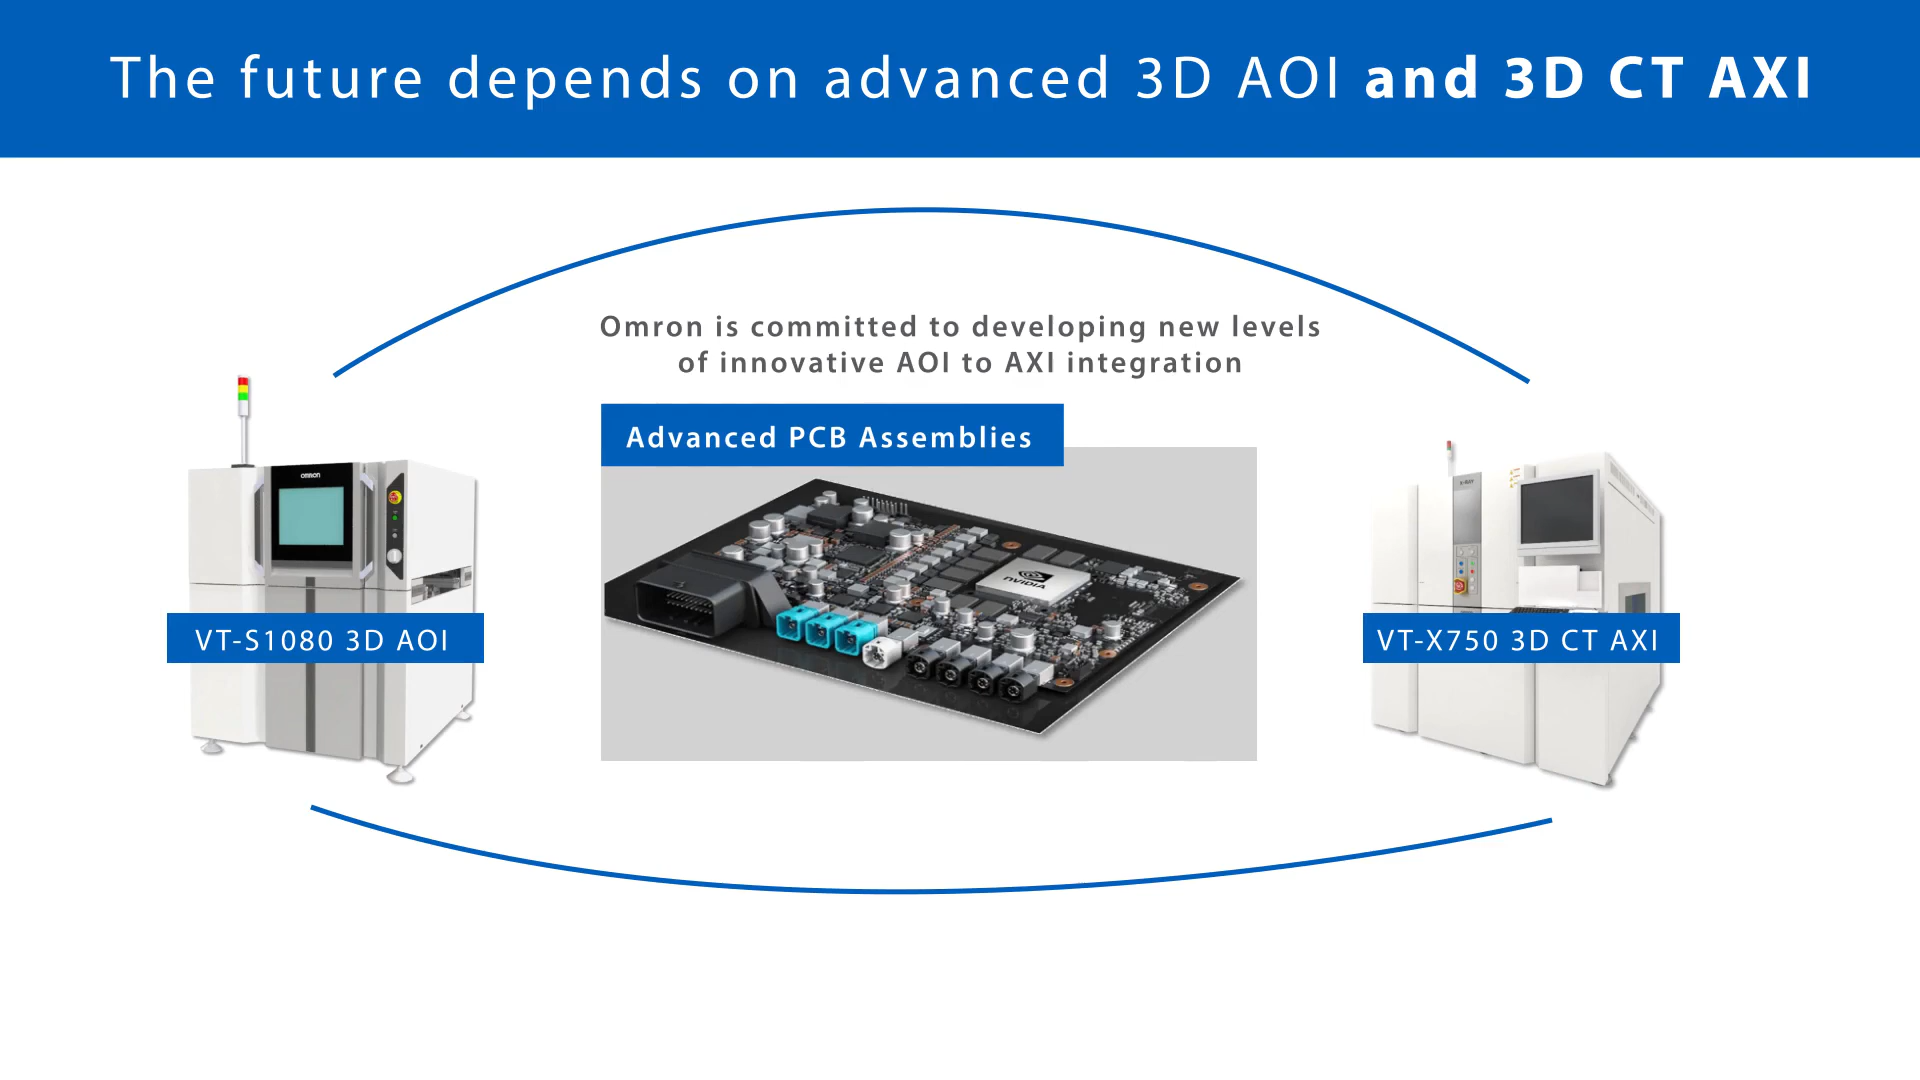 The future depends on advanced 3D AOI and 3D CT AXI
Omron is committed to developing new levels
of innovative AOI to AXI integration
Advanced PCB Assemblies
OMRON
X-RAY
NVIDIA
VT-S1080 3D AOI
VT-X750 3D CT AXI